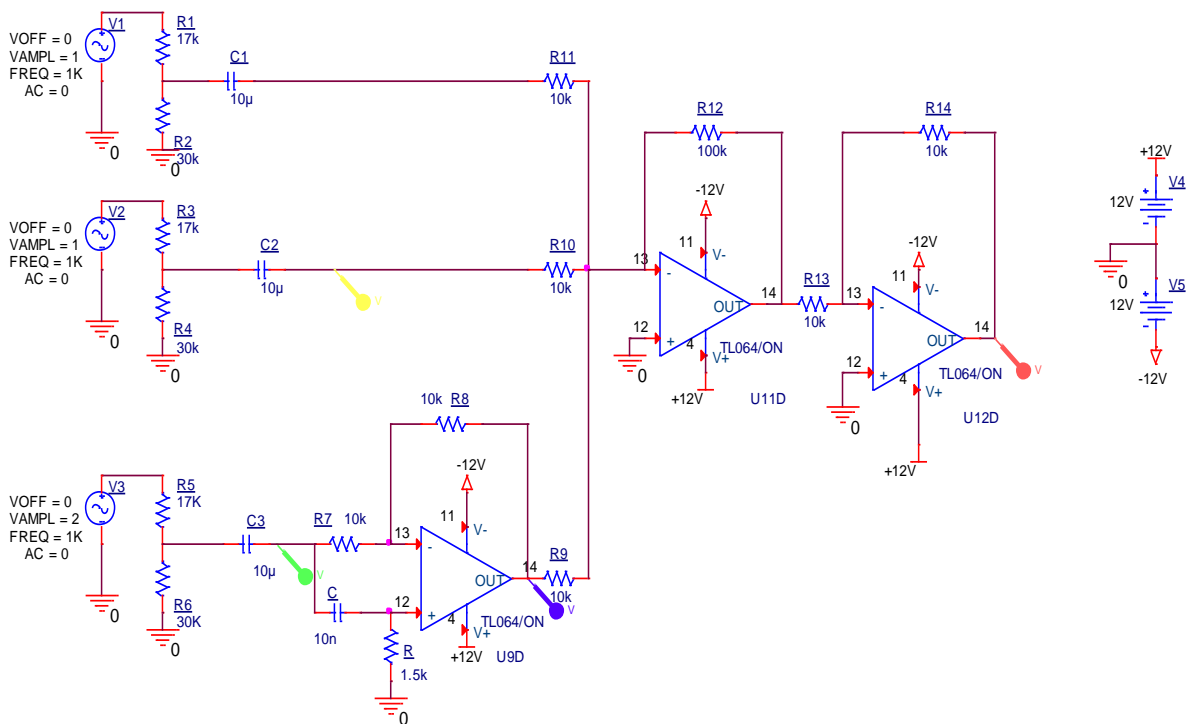 V1
VOFF = 0
VAMPL = 1
FREQ = 1K
AC = 0
0
R1
17k
R2
30k
0
C1
10µ
R11
10k
V2
VOFF = 0
VAMPL = 1
FREQ = 1K
AC = 0
0
R3
17k
R4
30k
0
C2
10µ
V
R10
10k
V3
VOFF = 0
VAMPL = 2
FREQ = 1K
AC = 0
0
R5
17K
R6
30K
0
C3
10µ
V
R7
10k
C
10n
R
1.5k
0
10k
R8
-12V
11
V-
13
-
12
+
OUT
14
4
V+
+12V
TL064/ON
U9D
V
R9
10k
R12
100k
-12V
11
V-
13
-
12
+
0
OUT
14
4
V+
+12V
TL064/ON
U11D
R13
10k
R14
10k
-12V
11
V-
13
-
12
+
0
OUT
14
4
V+
+12V
TL064/ON
U12D
V
+12V
V4
12V
+
-
0
V5
12V
+
-
-12V